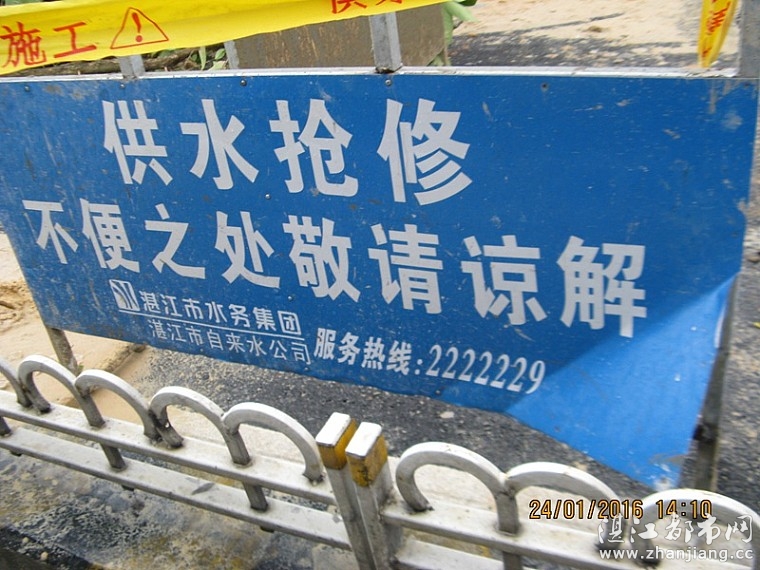 施工
供水抢修
不便之处敬请谅解
湛江市水务集团
湛江市自来水公司
服务热线:2222229
24/01/2016 14:10
湛江都市网
www.zhanjiang.cc